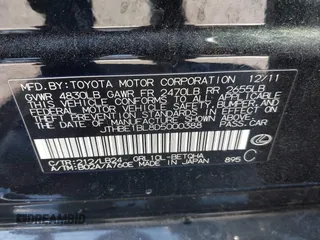 MFD.BY: TOYOTA MOTOR CORPORATION 12/11
GVWR 4830LB GAWR FR 2470LB RR 2655LB
THIS VEHICLE CONFORMS TO ALL APPLICABLE
FEDERAL MOTOR VEHICLE SAFETY, BUMPER, AND
THEFT PREVENTION STANDARDS IN EFFECT ON
THE DATE OF MANUFACTURE SHOWN ABOVE.
JTHBE1BL8D5000388 PASS. CAR
C/TR:212/LB24 GRL10L-BETQHA
A/TM:B02A/A760E MADE IN JAPAN 895 C
DREAMBID